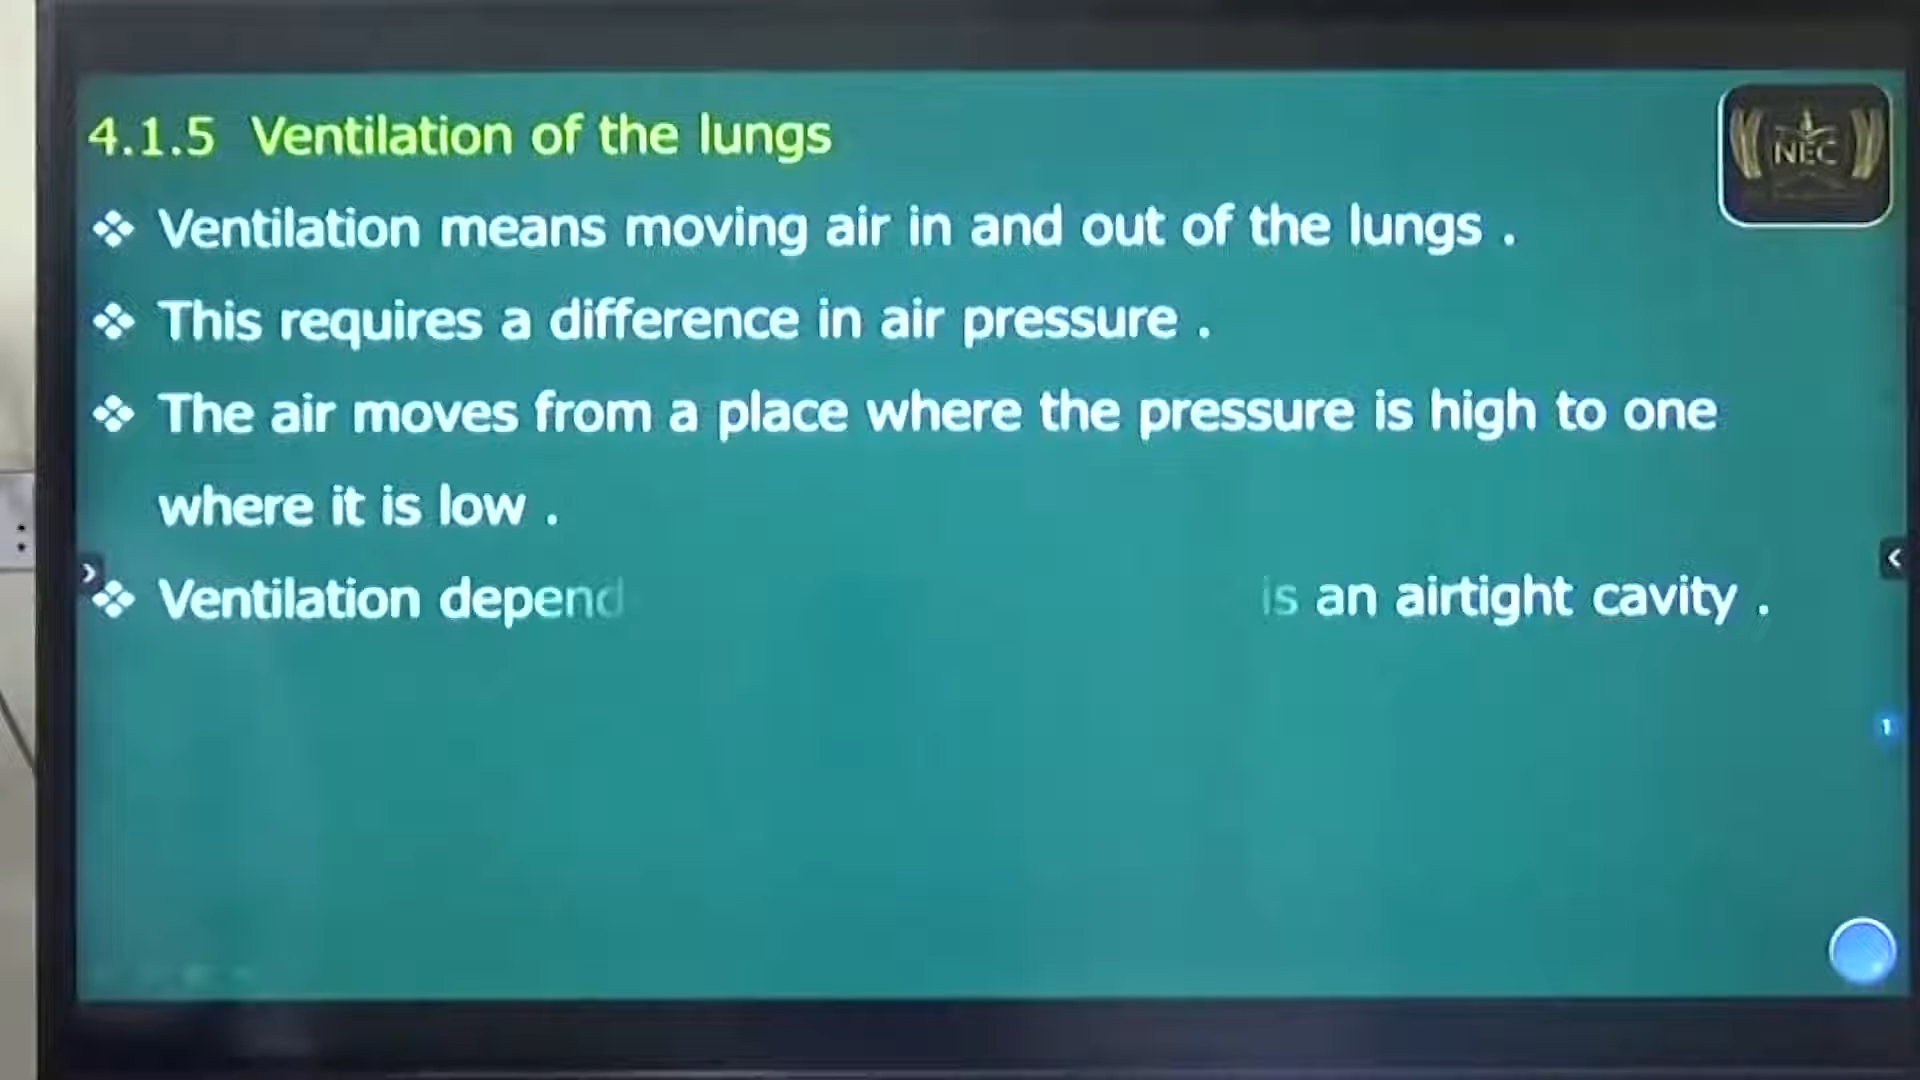 4.1.5 Ventilation of the lungs
NEC
❖ Ventilation means moving air in and out of the lungs .
❖ This requires a difference in air pressure .
❖ The air moves from a place where the pressure is high to one
where it is low .
❖ Ventilation depend is an airtight cavity .
1